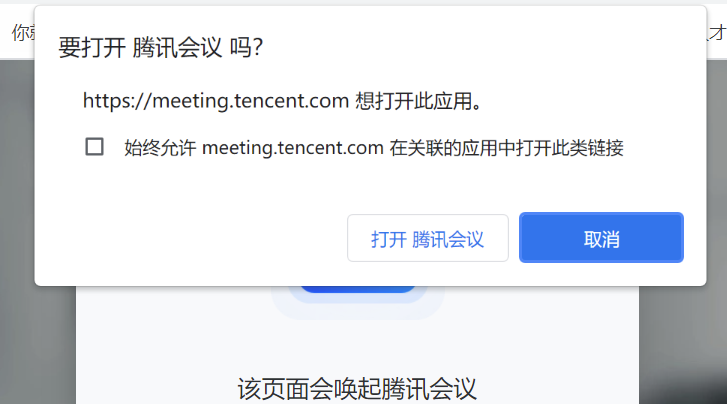 你
要打开 腾讯会议 吗？
才
https://meeting.tencent.com 想打开此应用。
始终允许 meeting.tencent.com 在关联的应用中打开此类链接
打开 腾讯会议
取消
该页面会唤起腾讯会议